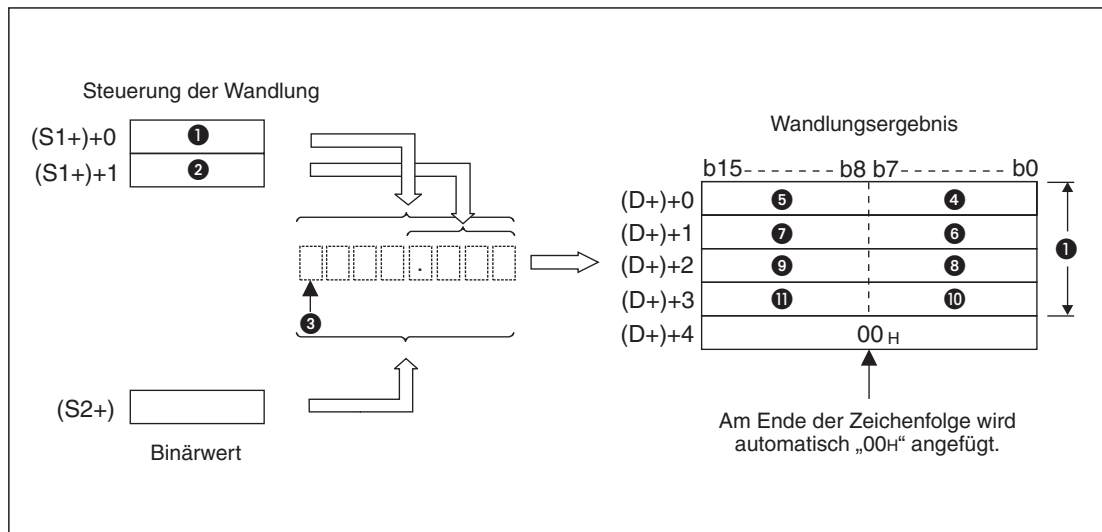 Steuerung der Wandlung
(S1+)+0 ❶
(S1+)+1 ❷
.
❸
(S2+)
Binärwert
Wandlungsergebnis
b15- - - - - - - - b8 b7- - - - - - - - - b0
(D+)+0 ❺ ❹
(D+)+1 ❼ ❻
(D+)+2 ❾ ❽
(D+)+3 ⓫ ❿
❶
(D+)+4 00 H
Am Ende der Zeichenfolge wird
automatisch „00H“ angefügt.